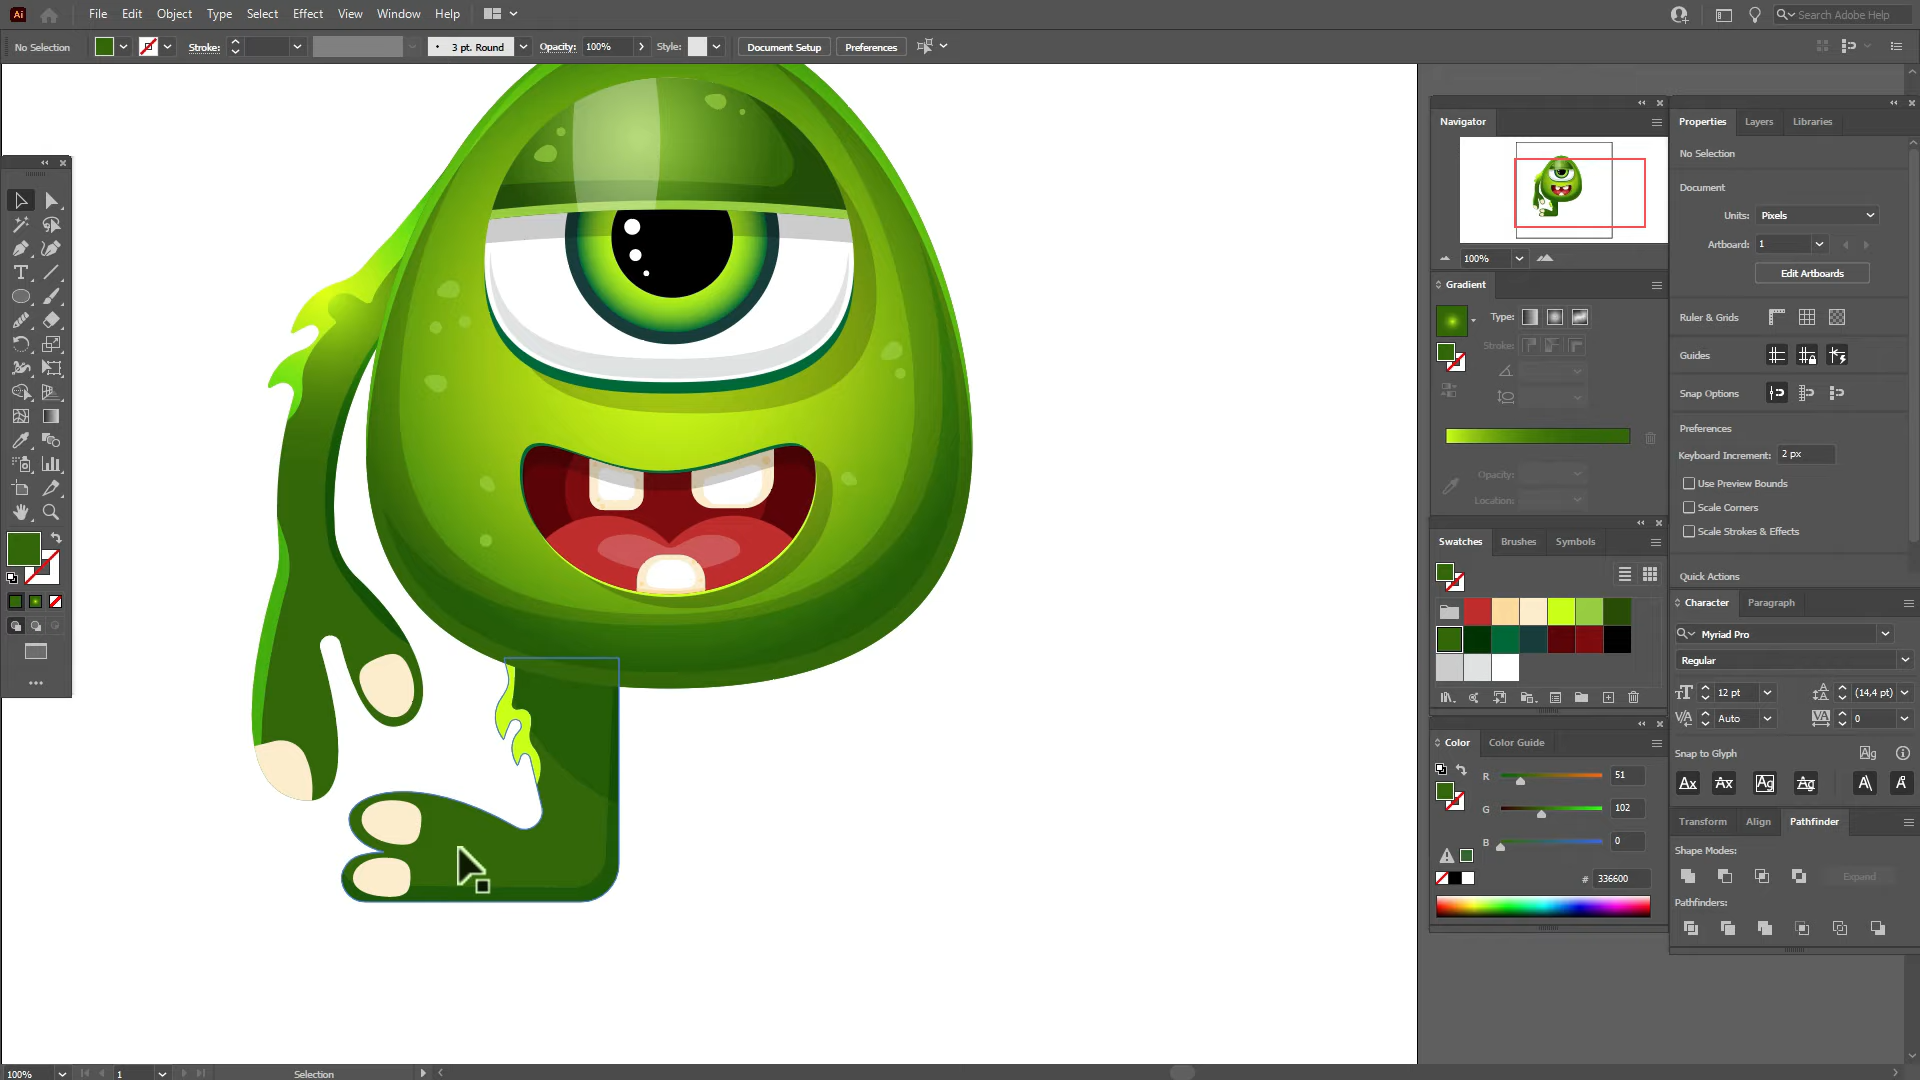 Ai File Edit Object Type Select Effect View Window Help Search Adobe Help
No Selection Stroke: 3 pt. Round Opacity: 100% Style: Document Setup Preferences
Navigator
100%
Gradient
Type:
Stroke:
Opacity:
Location:
Swatches Brushes Symbols
Color Color Guide
R 51
G 102
B 0
# 336600
Properties Layers Libraries
No Selection
Document
Units: Pixels
Artboard: 1
Edit Artboards
Ruler & Grids
Guides
Snap Options
Preferences
Keyboard Increment: 2 px
Use Preview Bounds
Scale Corners
Scale Strokes & Effects
Quick Actions
Character Paragraph
Myriad Pro
Regular
12 pt (14,4 pt)
Auto 0
Snap to Glyph
Transform Align Pathfinder
Shape Modes:
Expand
Pathfinders:
100% 1 Selection